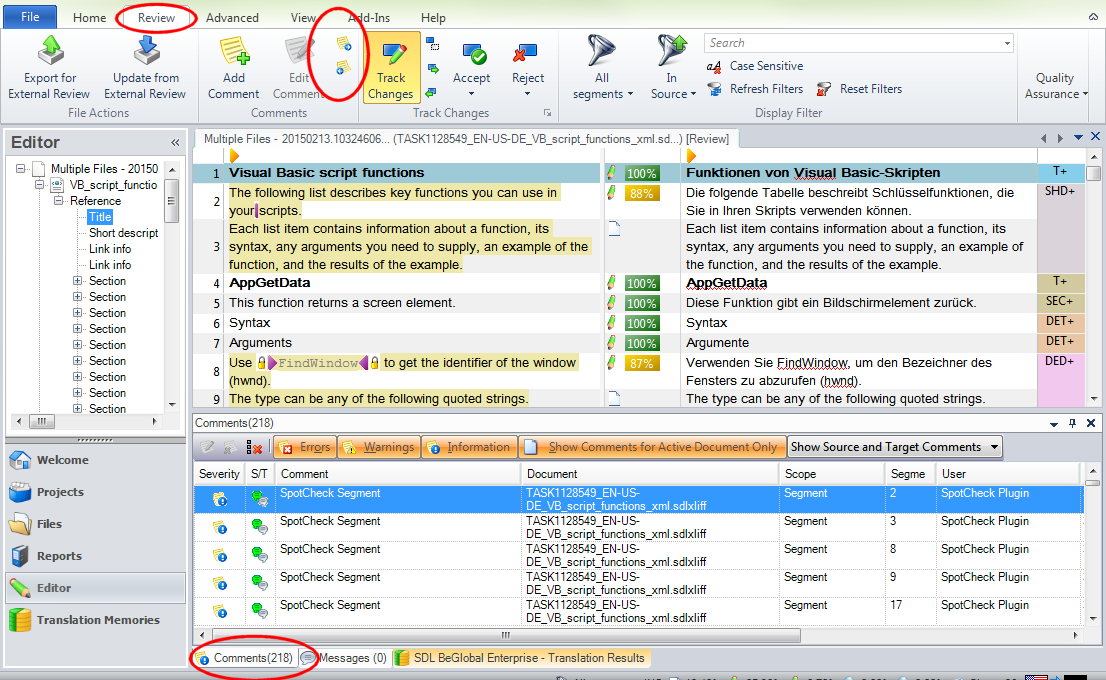 File Home Review Advanced View Add-Ins Help
Export for External Review
Update from External Review
File Actions
Add Comment
Edit Commen
Comments
Track Changes
Accept
Reject
Track Changes
All segments
In Source
Search
Case Sensitive
Refresh Filters Reset Filters
Display Filter
Quality Assurance
Editor
Multiple Files - 20150
VB_script_functio
Reference
Title
Short descript
Link info
Link info
Section
Section
Section
Section
Section
Section
Section
Section
Section
Welcome
Projects
Files
Reports
Editor
Translation Memories
Multiple Files - 20150213.10324606... (TASK1128549_EN-US-DE_VB_script_functions_xml.sd...) [Review]
1 Visual Basic script functions 100% Funktionen von Visual Basic-Skripten T+
2 The following list describes key functions you can use in 88% Die folgende Tabelle beschreibt Schlüsselfunktionen, die SHD+
your scripts. Sie in Ihren Skripts verwenden können.
Each list item contains information about a function, its Each list item contains information about a function, its
3 syntax, any arguments you need to supply, an example of the syntax, any arguments you need to supply, an example of
function, and the results of the example. the function, and the results of the example.
4 AppGetData 100% AppGetData T+
5 This function returns a screen element. 100% Diese Funktion gibt ein Bildschirmelement zurück. SEC+
6 Syntax 100% Syntax DET+
7 Arguments 100% Argumente DET+
8 Use FindWindow to get the identifier of the window 87% Verwenden Sie FindWindow, um den Bezeichner des DED+
(hwnd). Fensters zu abzurufen (hwnd).
9 The type can be any of the following quoted strings. The type can be any of the following quoted strings.
Comments(218)
Errors Warnings Information Show Comments for Active Document Only Show Source and Target Comments
Severity S/T Comment Document Scope Segme User
SpotCheck Segment TASK1128549_EN-US- Segment 2 SpotCheck Plugin
DE_VB_script_functions_xml.sdlxliff
SpotCheck Segment TASK1128549_EN-US- Segment 3 SpotCheck Plugin
DE_VB_script_functions_xml.sdlxliff
SpotCheck Segment TASK1128549_EN-US- Segment 8 SpotCheck Plugin
DE_VB_script_functions_xml.sdlxliff
SpotCheck Segment TASK1128549_EN-US- Segment 9 SpotCheck Plugin
DE_VB_script_functions_xml.sdlxliff
SpotCheck Segment TASK1128549_EN-US- Segment 17 SpotCheck Plugin
DE_VB_script_functions_xml.sdlxliff
Comments(218) Messages (0) SDL BeGlobal Enterprise - Translation Results